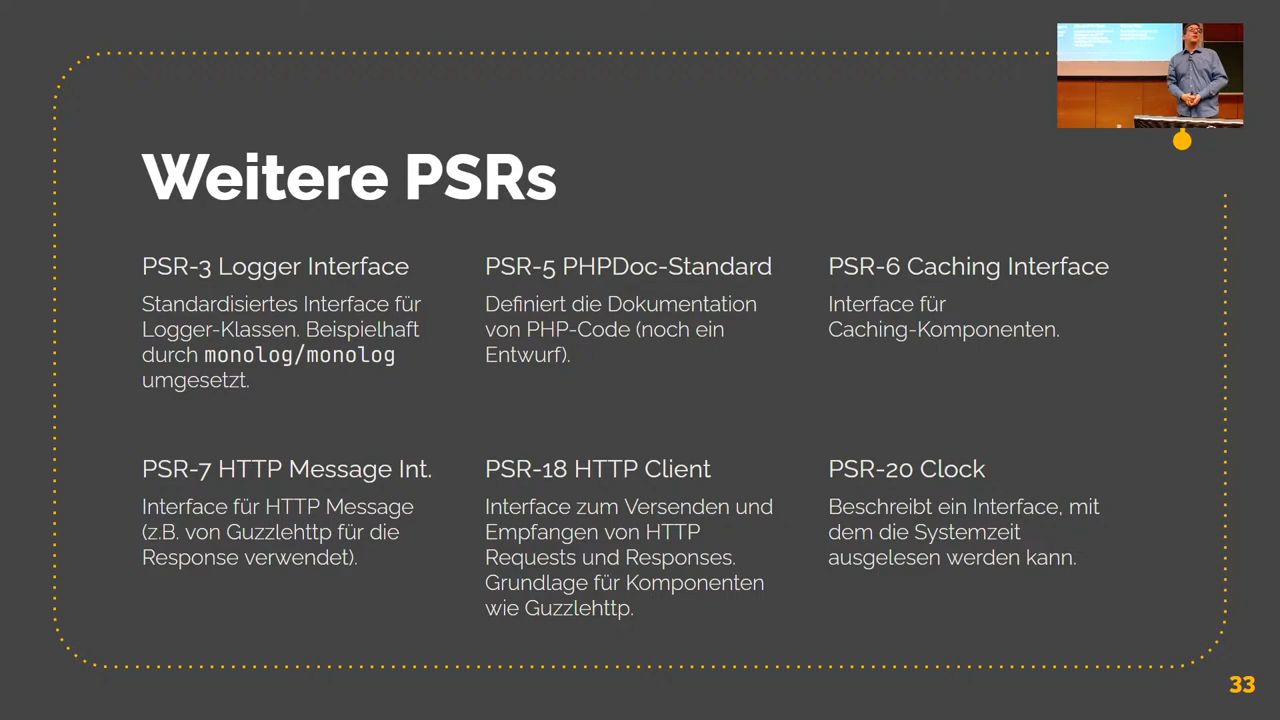 Weitere PSRs
PSR-3 Logger Interface
Standardisiertes Interface für
Logger-Klassen. Beispielhaft
durch monolog/monolog
umgesetzt.
PSR-5 PHPDoc-Standard
Definiert die Dokumentation
von PHP-Code (noch ein
Entwurf).
PSR-6 Caching Interface
Interface für
Caching-Komponenten.
PSR-7 HTTP Message Int.
Interface für HTTP Message
(z.B. von Guzzlehttp für die
Response verwendet).
PSR-18 HTTP Client
Interface zum Versenden und
Empfangen von HTTP
Requests und Responses.
Grundlage für Komponenten
wie Guzzlehttp.
PSR-20 Clock
Beschreibt ein Interface, mit
dem die Systemzeit
ausgelesen werden kann.
33